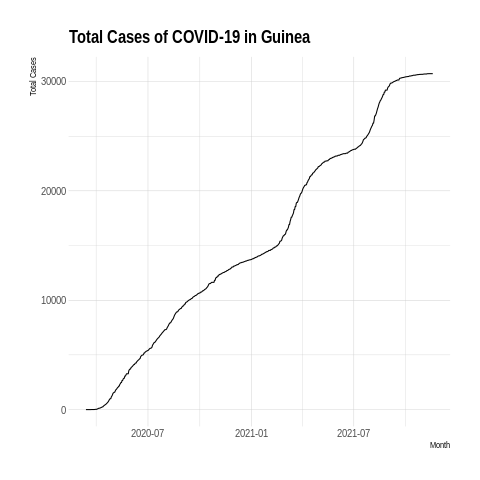 Total Cases of COVID-19 in Guinea
Total Cases
30000
20000
10000
0
2020-07 2021-01 2021-07
Month